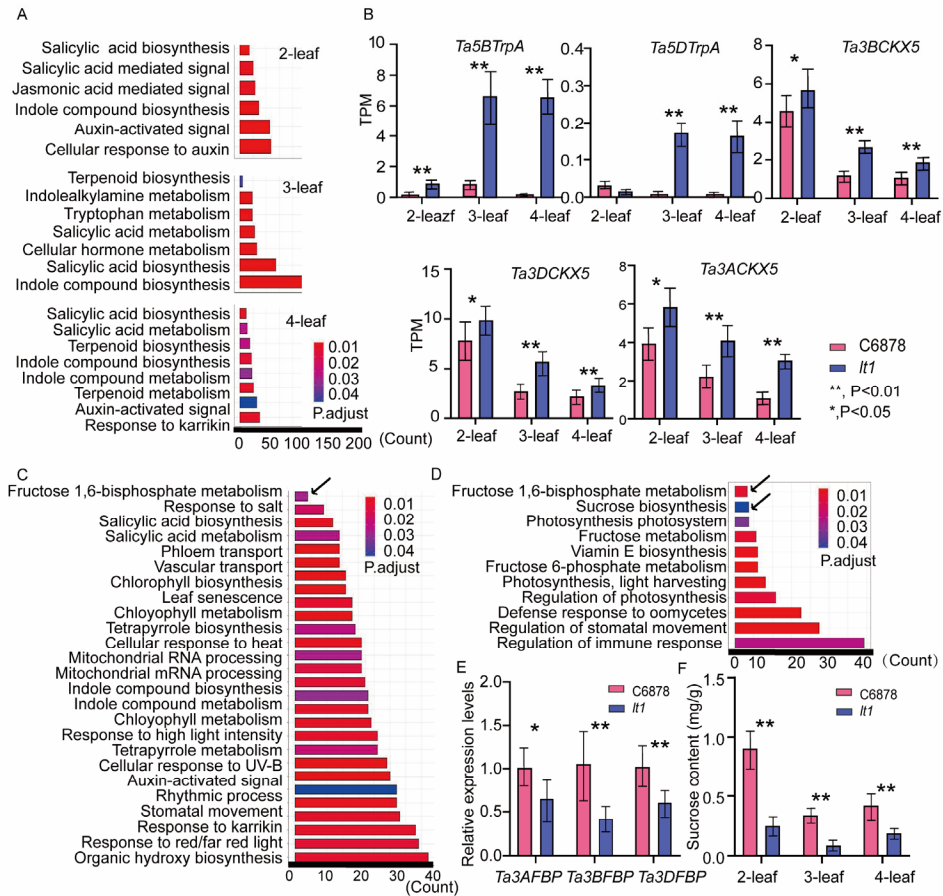 A
Salicylic acid biosynthesis
Salicylic acid mediated signal
Jasmonic acid mediated signal
Indole compound biosynthesis
Auxin-activated signal
Cellular response to auxin
2-leaf
Terpenoid biosynthesis
Indolealkylamine metabolism
Tryptophan metabolism
Salicylic acid metabolism
Cellular hormone metabolism
Salicylic acid biosynthesis
Indole compound biosynthesis
3-leaf
Salicylic acid biosynthesis
Salicylic acid metabolism
Terpenoid biosynthesis
Indole compound biosynthesis
Indole compound metabolism
Terpenoid metabolism
Auxin-activated signal
Response to karrikin
4-leaf
0.01
0.02
0.03
0.04
P.adjust
0 50 100 150 200 (Count)
B
Ta5BTrpA
TPM
10
8
6
4
2
0
** ** **
2-leazf 3-leaf 4-leaf
Ta5DTrpA
0.4
0.3
0.2
0.1
0.0
** **
2-leaf 3-leaf 4-leaf
Ta3BCKX5
8
6
4
2
0
* ** **
2-leaf 3-leaf 4-leaf
Ta3DCKX5
TPM
15
10
5
0
* ** **
2-leaf 3-leaf 4-leaf
Ta3ACKX5
8
6
4
2
0
* ** **
2-leaf 3-leaf 4-leaf
C6878
lt1
^^, P<0.01
*,P<0.05
C
Fructose 1,6-bisphosphate metabolism
Response to salt
Salicylic acid biosynthesis
Salicylic acid metabolism
Phloem transport
Vascular transport
Chlorophyll biosynthesis
Leaf senescence
Chloyophyll metabolism
Tetrapyrrole biosynthesis
Cellular response to heat
Mitochondrial RNA processing
Mitochondrial mRNA processing
Indole compound biosynthesis
Indole compound metabolism
Chloyophyll metabolism
Response to high light intensity
Tetrapyrrole metabolism
Cellular response to UV-B
Auxin-activated signal
Rhythmic process
Stomatal movement
Response to karrikin
Response to red/far red light
Organic hydroxy biosynthesis
0.01
0.02
0.03
0.04
P.adjust
0 10 20 30 40
(Count)
D
Fructose 1,6-bisphosphate metabolism
Sucrose biosynthesis
Photosynthesis photosystem
Fructose metabolism
Viamin E biosynthesis
Fructose 6-phosphate metabolism
Photosynthesis, light harvesting
Regulation of photosynthesis
Defense response to oomycetes
Regulation of stomatal movement
Regulation of immune response
0.01
0.02
0.03
0.04
P.adjust
0 10 20 30 40 (Count)
E
Relative expression levels
2.0
1.5
1.0
0.5
0.0
C6878
lt1
* ** **
Ta3AFBP Ta3BFBP Ta3DFBP
F
Sucrose content (mg/g)
1.5
1.0
0.5
0.0
C6878
lt1
** ** **
2-leaf 3-leaf 4-leaf